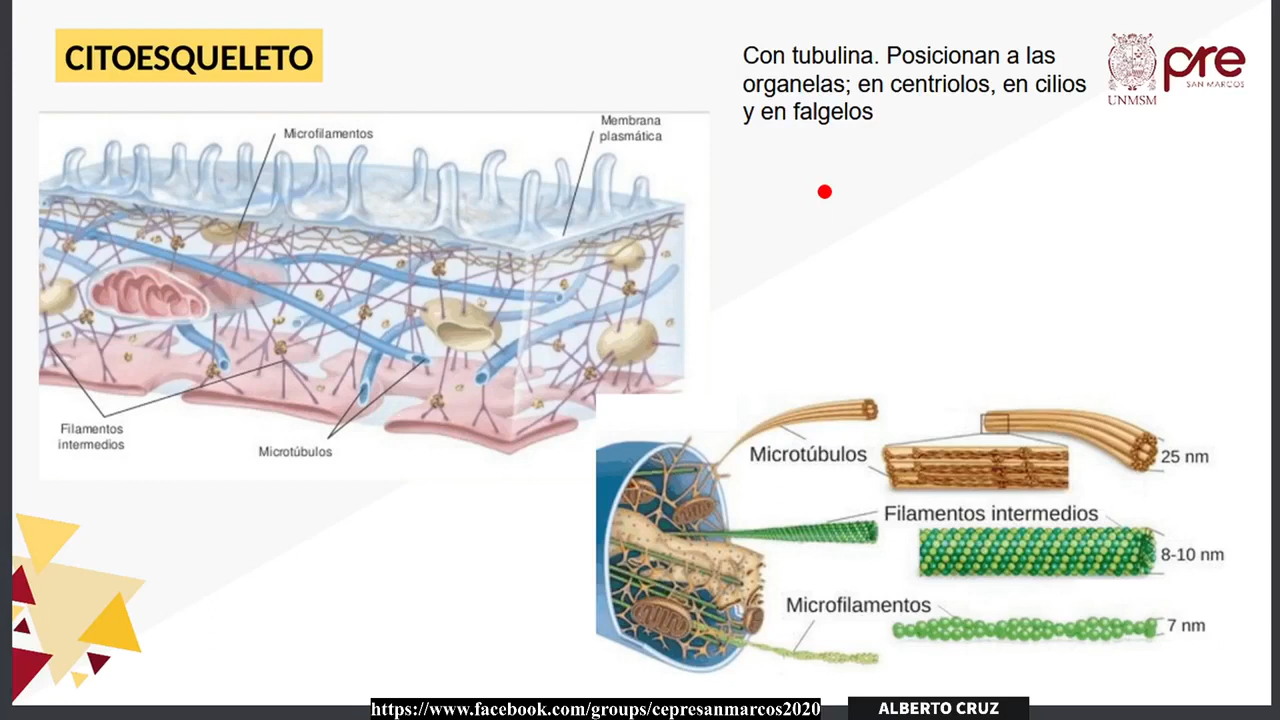 CITOESQUELETO
Con tubulina. Posicionan a las
organelas; en centriolos, en cilios
y en falgelos
UNMSM
pre
SAN MARCOS
Microfilamentos
Membrana
plasmática
Filamentos
intermedios
Microtúbulos
Microtúbulos
25 nm
Filamentos intermedios
8-10 nm
Microfilamentos
7 nm
https://www.facebook.com/groups/cepresanmarcos2020
ALBERTO CRUZ